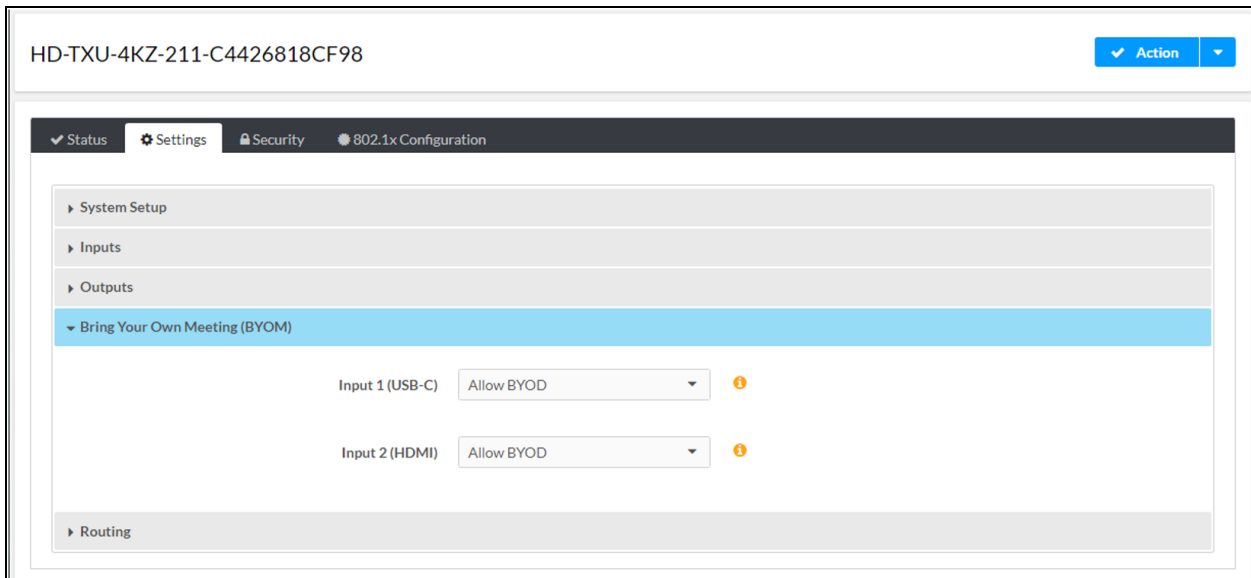 HD-TXU-4KZ-211-C4426818CF98
Action
Status Settings Security 802.1x Configuration
System Setup
Inputs
Outputs
Bring Your Own Meeting (BYOM)
Input 1 (USB-C) Allow BYOD
Input 2 (HDMI) Allow BYOD
Routing